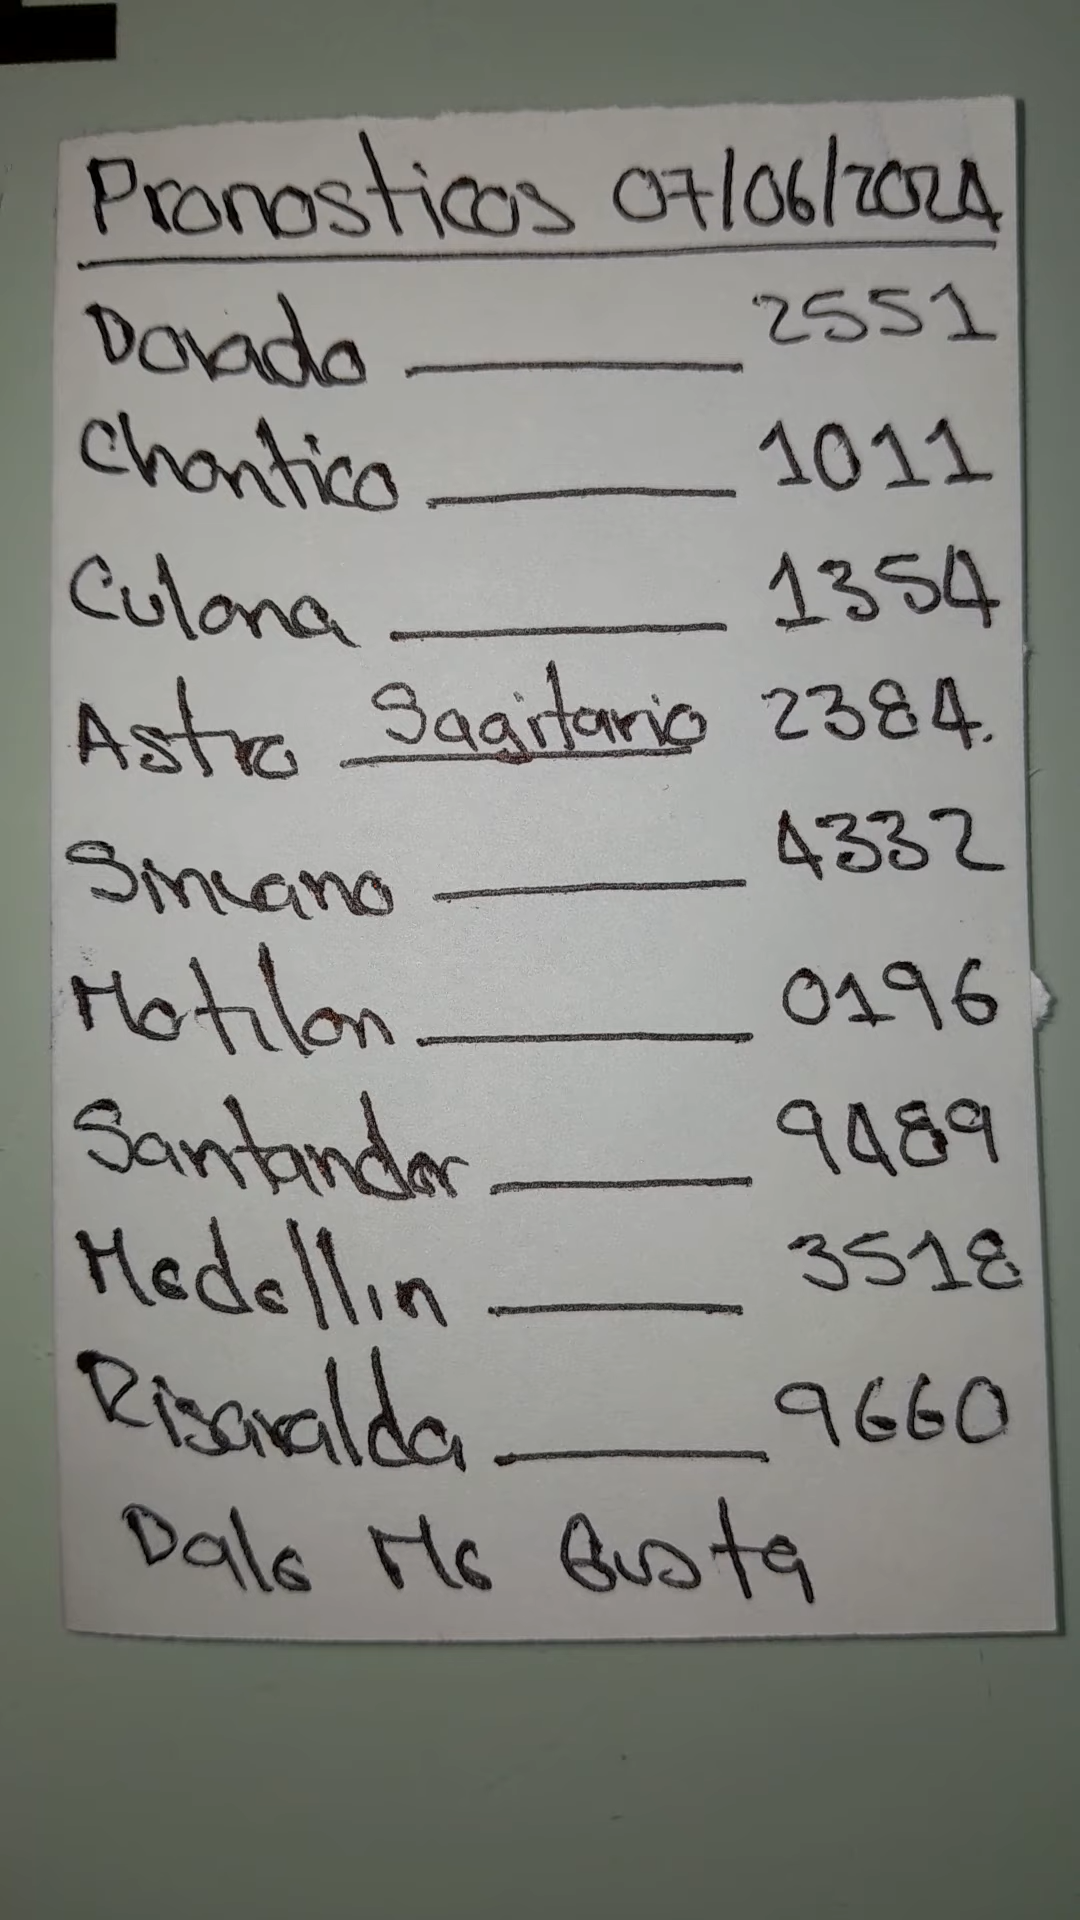 Pronosticos 07/06/2024
Dorado 2551
Chontico 1011
Culona 1354
Astro Sagitario 2384.
Sinuano 4332
Motilon 0196
Santander 9489
Medellin 3518
Risaralda 9660
Dale Me Gusta